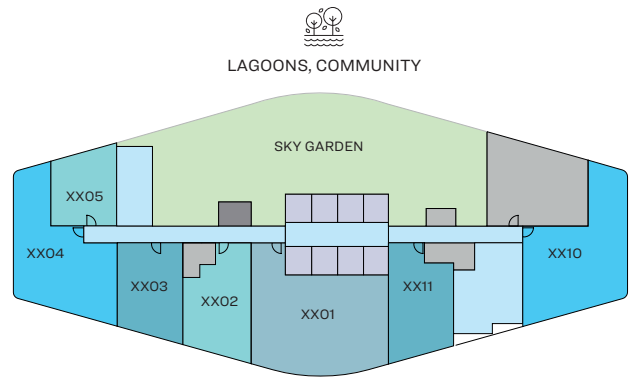 LAGOONS, COMMUNITY
SKY GARDEN
XX05
XX04
XX10
XX03
XX11
XX02
XX01